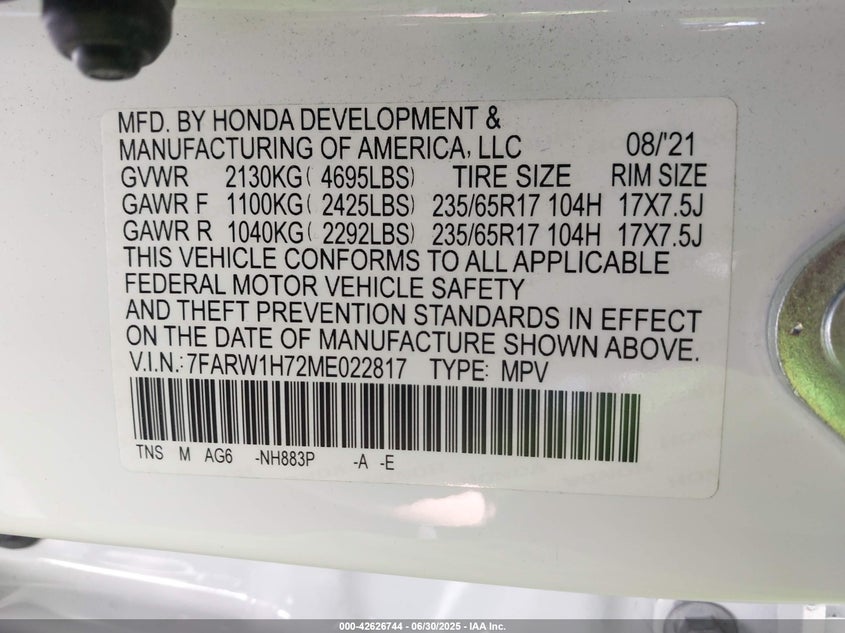 MFD. BY HONDA DEVELOPMENT &
MANUFACTURING OF AMERICA, LLC 08/'21
GVWR 2130KG( 4695LBS) TIRE SIZE RIM SIZE
GAWR F 1100KG( 2425LBS) 235/65R17 104H 17X7.5J
GAWR R 1040KG( 2292LBS) 235/65R17 104H 17X7.5J
THIS VEHICLE CONFORMS TO ALL APPLICABLE
FEDERAL MOTOR VEHICLE SAFETY
AND THEFT PREVENTION STANDARDS IN EFFECT
ON THE DATE OF MANUFACTURE SHOWN ABOVE.
V.I.N.: 7FARW1H72ME022817 TYPE: MPV
TNS M AG6 -NH883P -A -E
000-42626744 - 06/30/2025 - IAA Inc.